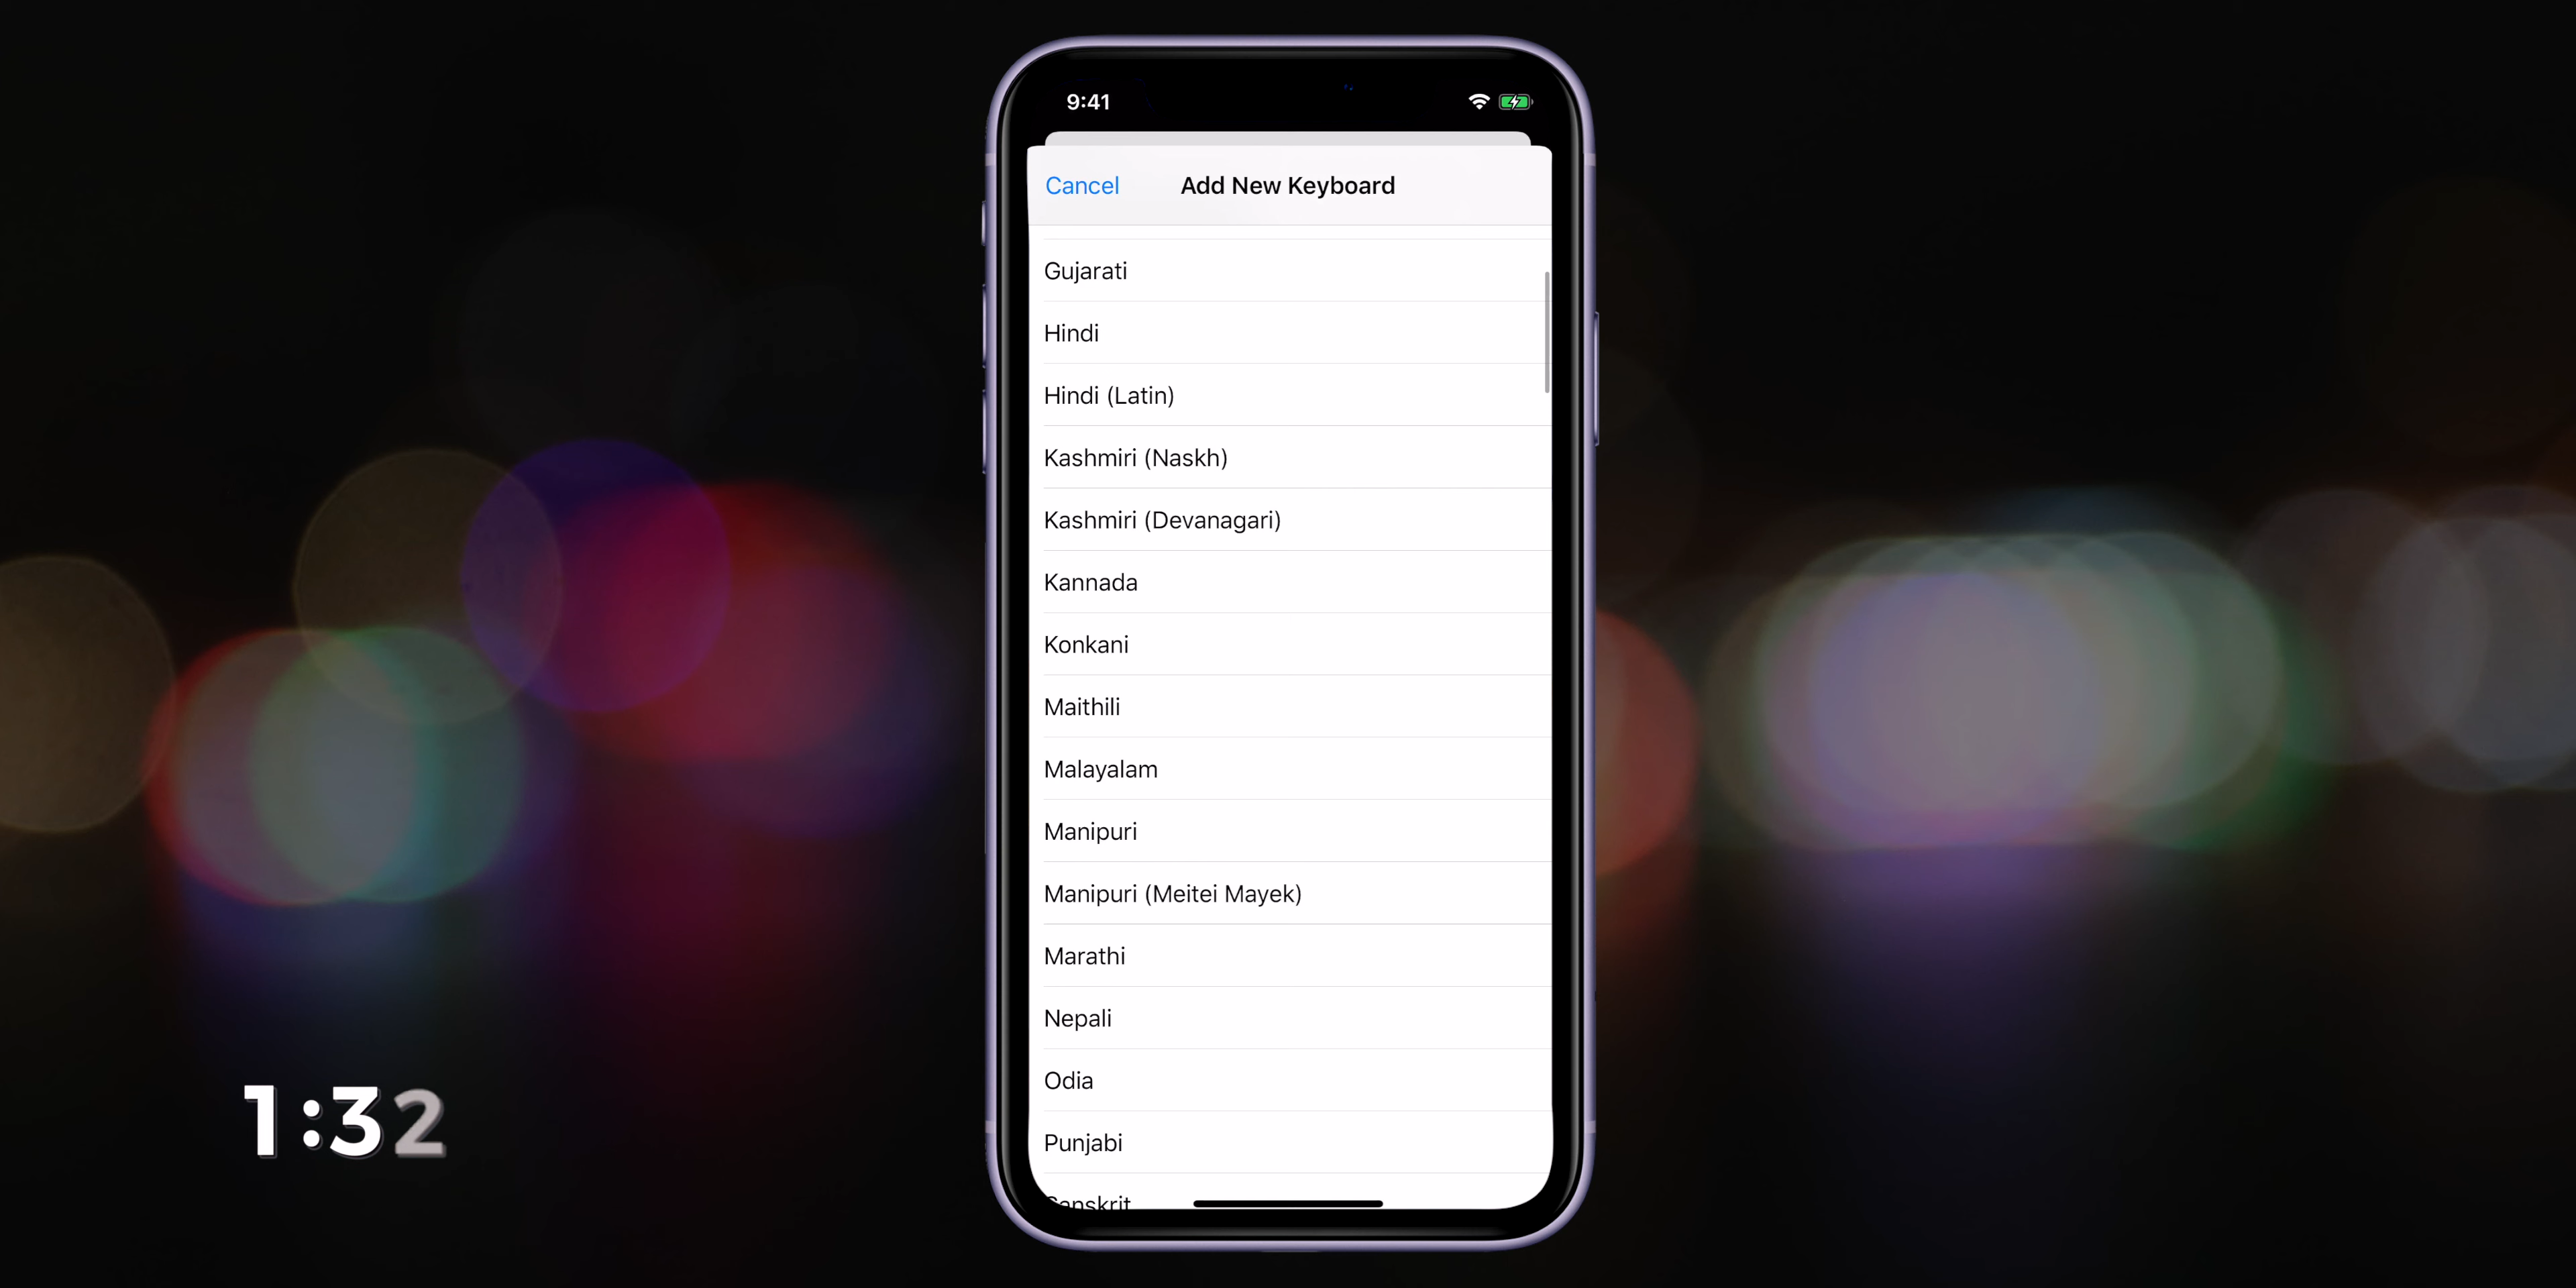 9:41
Cancel
Add New Keyboard
Gujarati
Hindi
Hindi (Latin)
Kashmiri (Naskh)
Kashmiri (Devanagari)
Kannada
Konkani
Maithili
Malayalam
Manipuri
Manipuri (Meitei Mayek)
Marathi
Nepali
Odia
Punjabi
Sanskrit
1:32